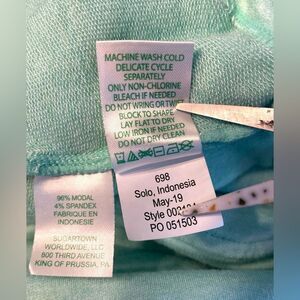 MACHINE WASH COLD
DELICATE CYCLE
SEPARATELY
ONLY NON-CHLORINE
BLEACH IF NEEDED
DO NOT WRING OR TWIST
BLOCK TO SHAPE
LAY FLAT TO DRY
LOW IRON IF NEEDED
DO NOT DRY CLEAN
698
Solo, Indonesia
May-19
Style
PO 051503
96% MODAL
4% SPANDEX
FABRIQUE EN
INDONESIE
SUGARTOWN
WORLDWIDE, LLC
800 THIRD AVENUE
KING OF PRUSSIA, PA